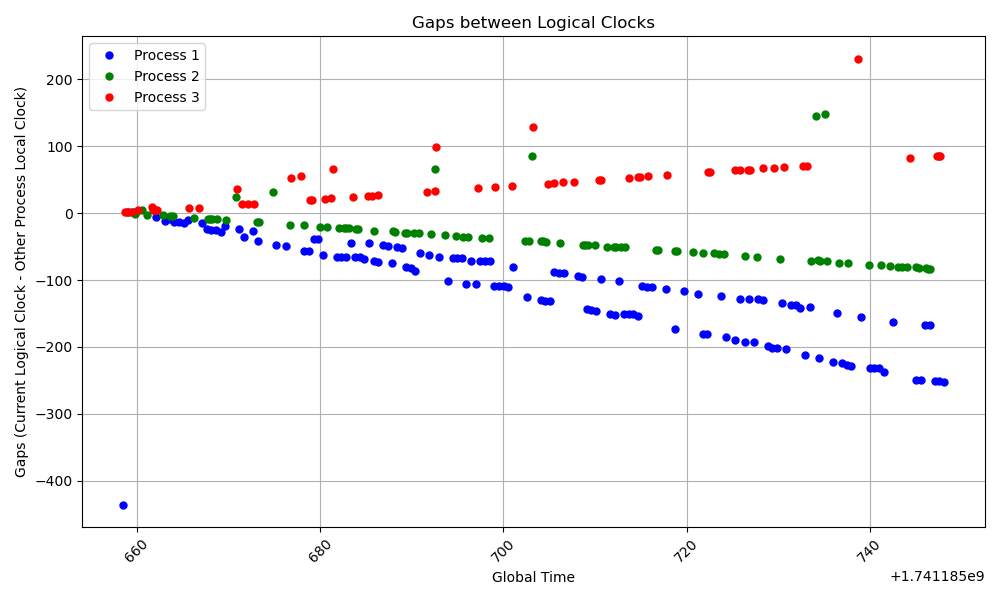 Gaps between Logical Clocks
Gaps (Current Logical Clock - Other Process Local Clock)
Process 1
Process 2
Process 3
200
100
0
−100
−200
−300
−400
660
680
700
720
740
Global Time
+1.741185e9